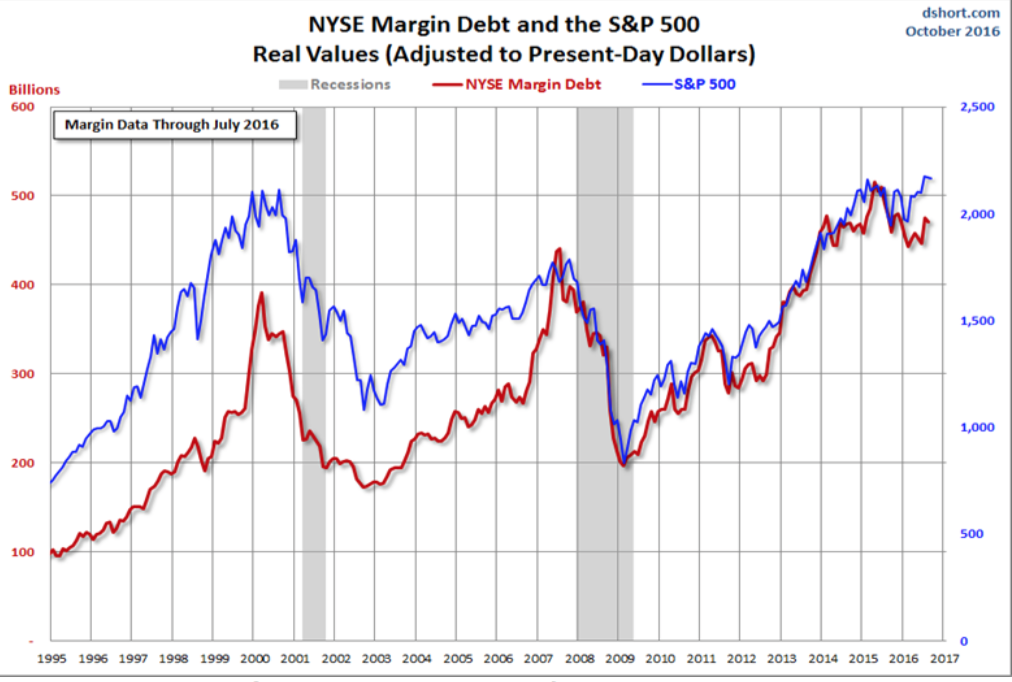 NYSE Margin Debt and the S&P 500
Real Values (Adjusted to Present-Day Dollars)
dshort.com
October 2016
Billions
Recessions NYSE Margin Debt S&P 500
Margin Data Through July 2016
600
500
400
300
200
100
-
2,500
2,000
1,500
1,000
500
0
1995 1996 1997 1998 1999 2000 2001 2002 2003 2004 2005 2006 2007 2008 2009 2010 2011 2012 2013 2014 2015 2016 2017